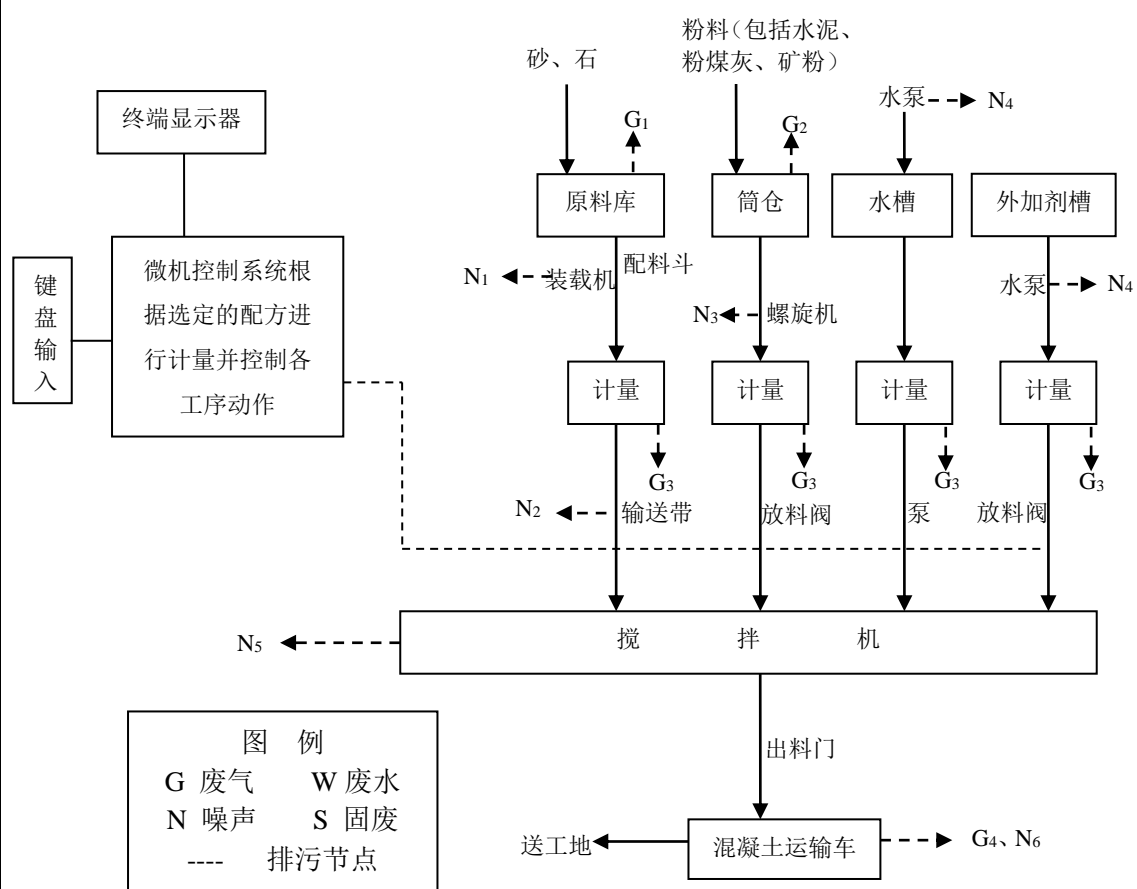 粉料（包括水泥、
粉煤灰、矿粉）
砂、石
水泵
N4
终端显示器
G1
G2
原料库
筒仓
水槽
外加剂槽
键盘输入
微机控制系统根
据选定的配方进
行计量并控制各
工序动作
N1
装载机
配料斗
N3
螺旋机
水泵
N4
计量
计量
计量
计量
G3
G3
G3
G3
N2
输送带
放料阀
泵
放料阀
N5
搅 拌 机
出料门
图 例
G 废气 W 废水
N 噪声 S 固废
---- 排污节点
送工地
混凝土运输车
G4、N6